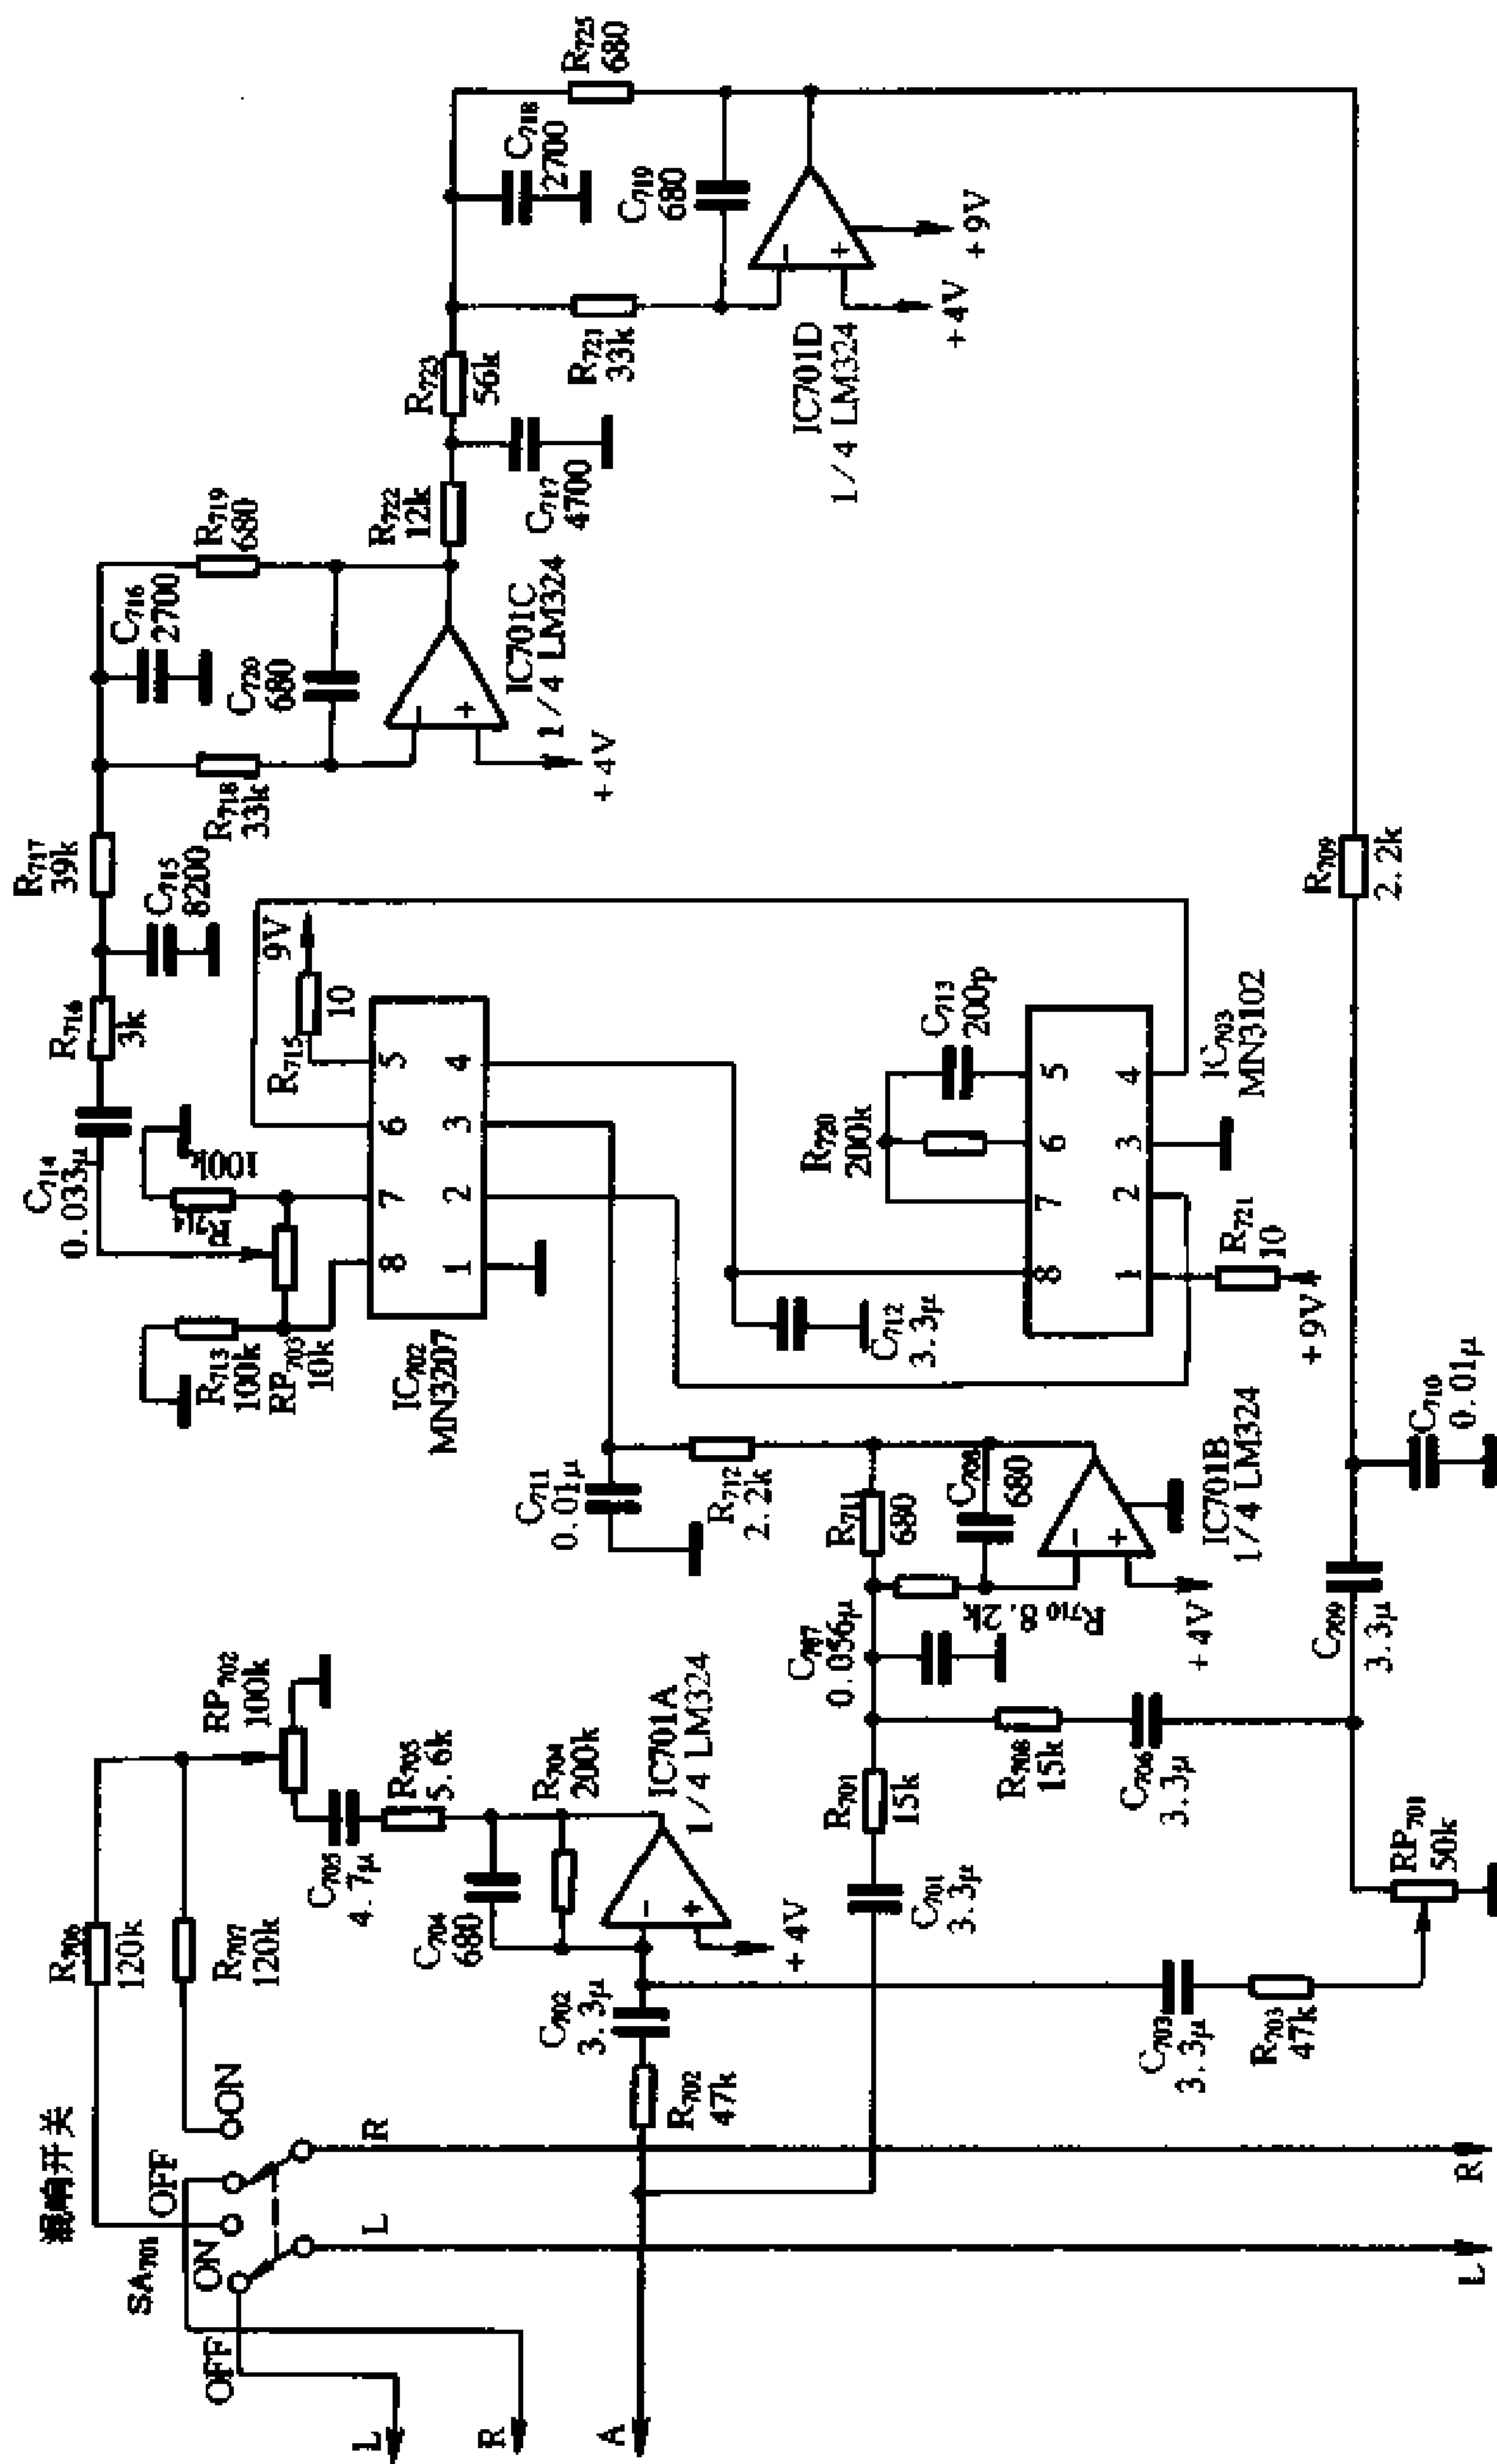 混响开关
SA701
OFF
ON
OFF
ON
L
R
A
L
R
L
R
R706
120k
R707
120k
RP702
100k
C705
4.7μ
R705
5.6k
C704
680
R704
200k
IC701A
1/4 LM324
-
+
+4V
C702
3.3μ
R702
47k
R701
15k
C701
3.3μ
C703
3.3μ
R703
47k
RP701
50k
R708
15k
C706
3.3μ
C707
0.056μ
R711
680
C708
680
R710 8.2k
-
+
+4V
IC701B
1/4 LM324
C709
3.3μ
C710
0.01μ
C711
0.01μ
R712
2.2k
R713
100k
RP703
10k
100k
C714
0.033μ
IC702
MN3207
8
7
6
5
1
2
3
4
R715
10
9V
C712
3.3μ
R720
200k
C713
200p
8
7
6
5
1
2
3
4
IC703
MN3102
R721
10
+9V
R716
3k
C715
8200
R717
39k
R718
33k
C716
2700
C720
680
R719
680
-
+
+4V
IC701C
1/4 LM324
R722
12k
C717
4700
R723
56k
R721
33k
C718
2700
C719
680
R725
680
-
+
+4V
+9V
IC701D
1/4 LM324
R709
2.2k